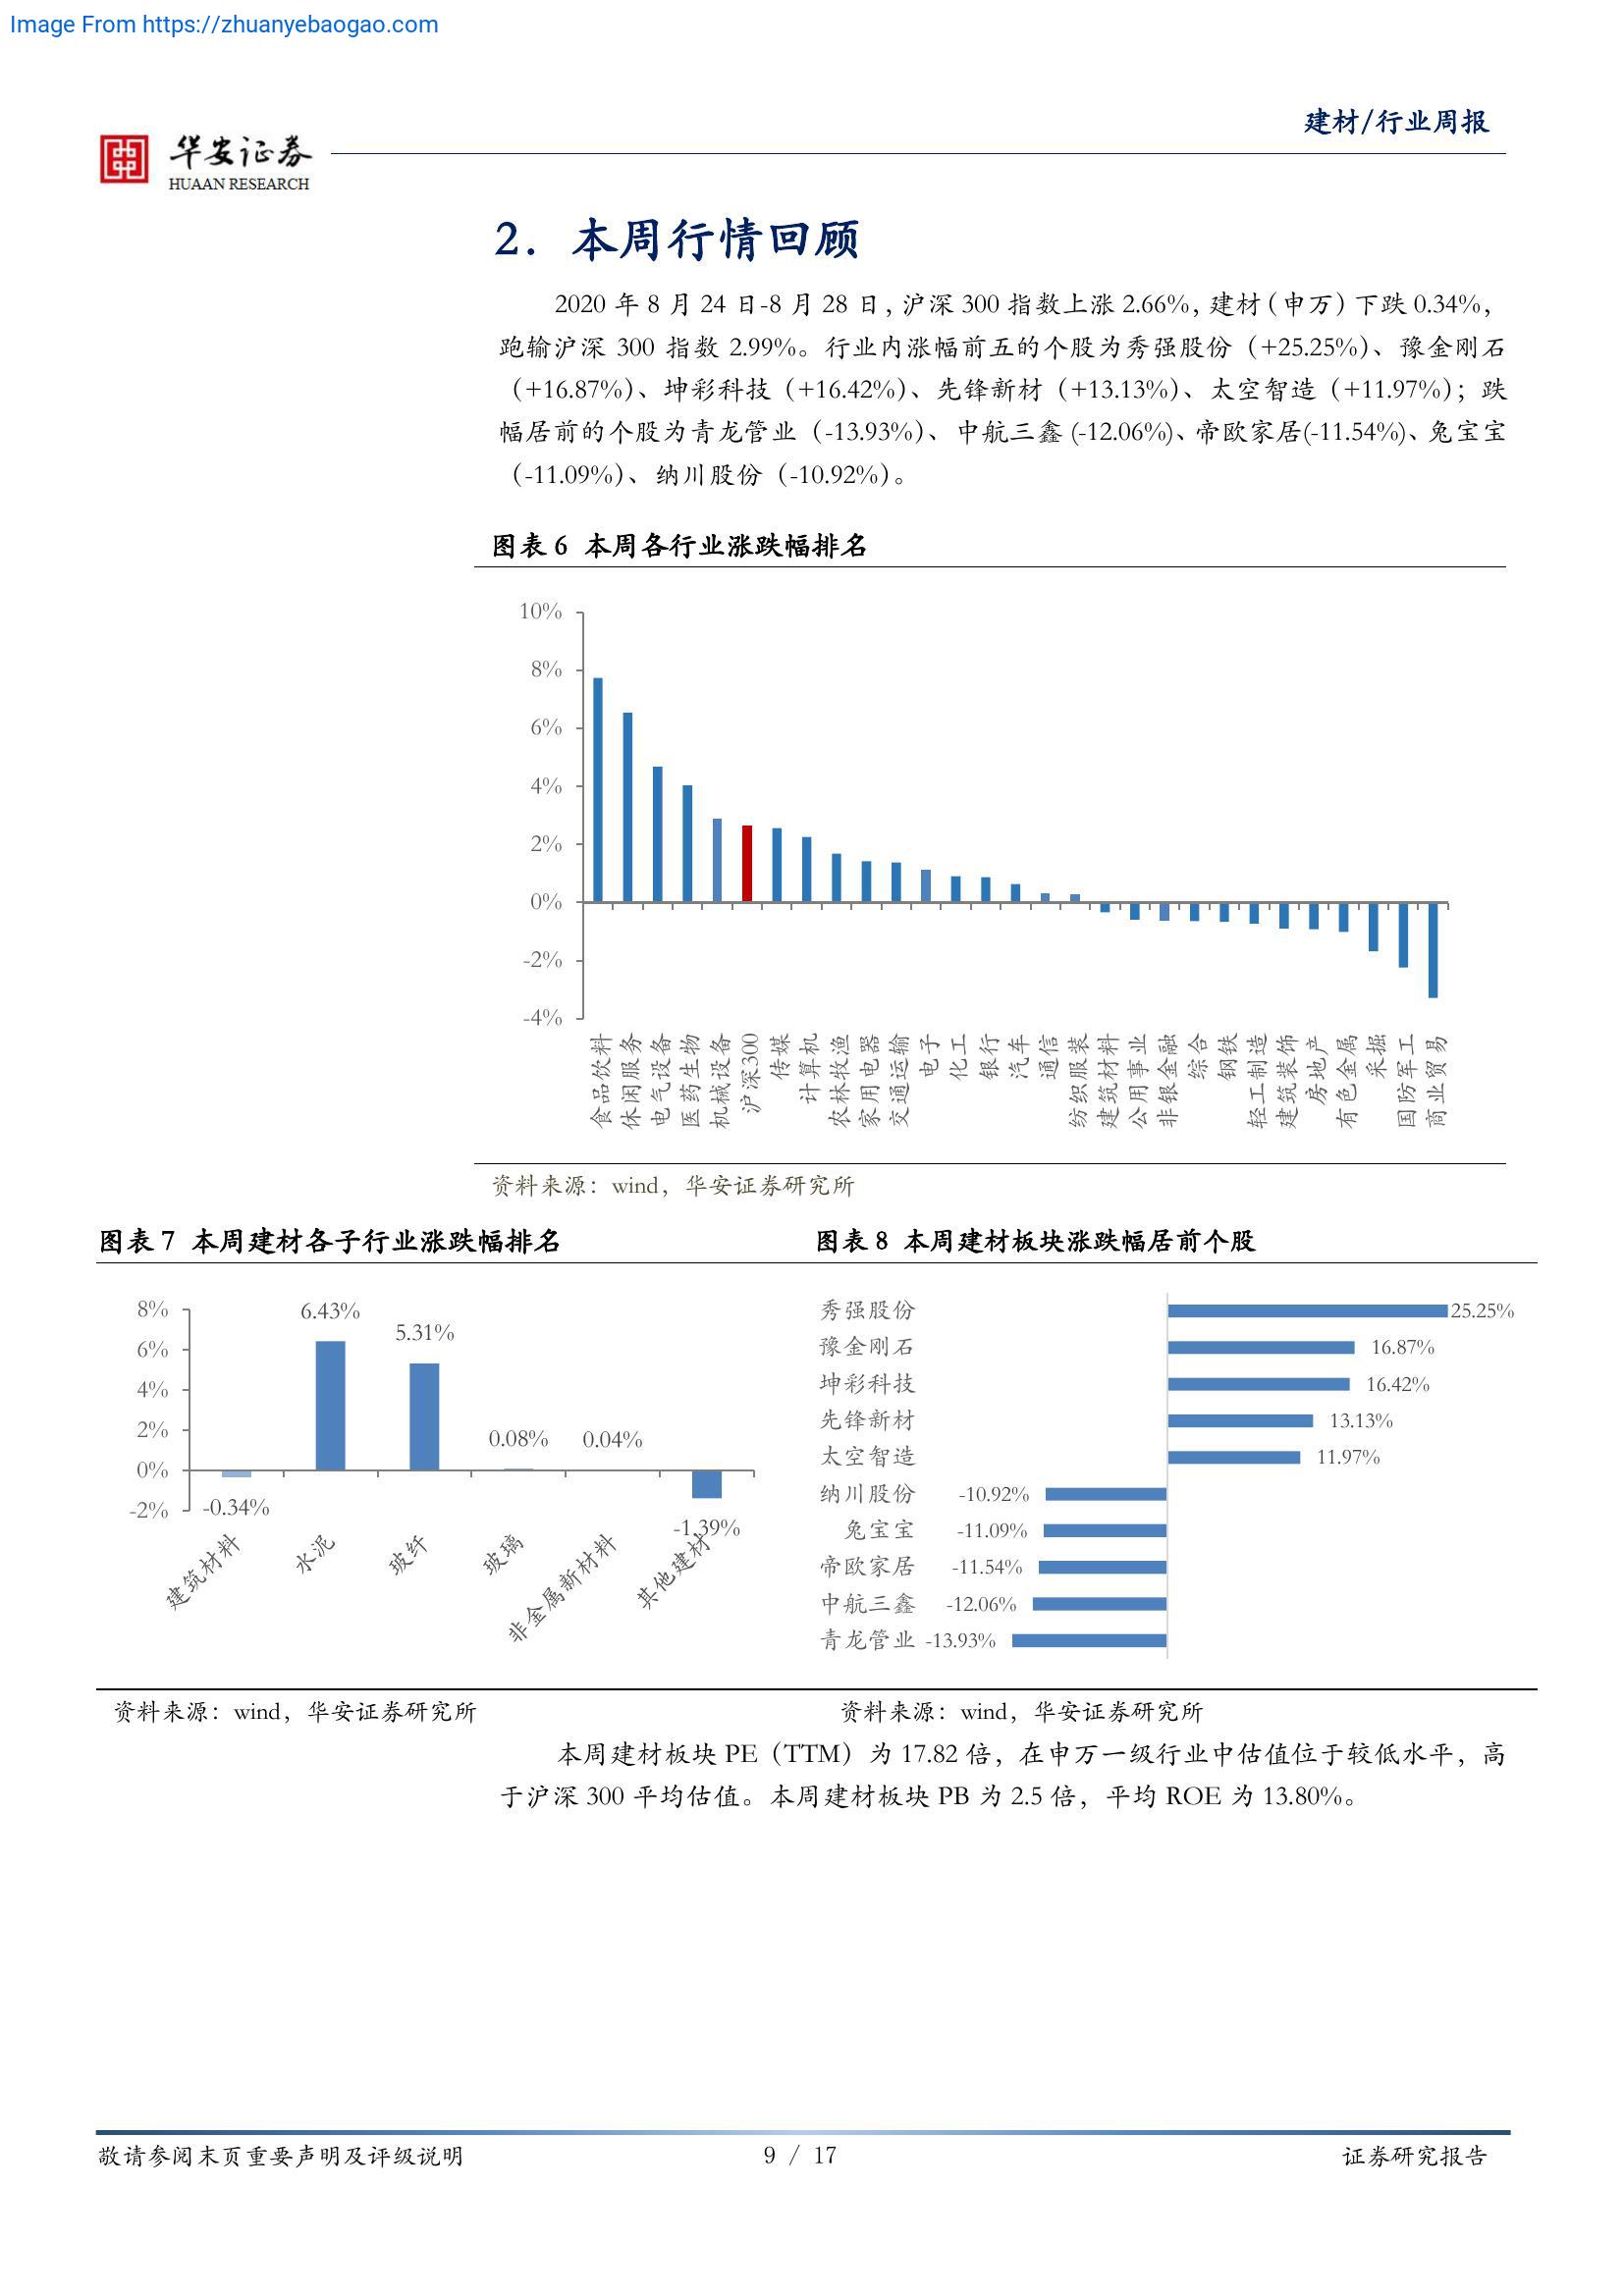 Image From https://zhuanyebaogao.com
建材/行业周报
华安证券
HUAAN RESEARCH
2. 本周行情回顾
2020 年 8 月 24 日-8 月 28 日，沪深 300 指数上涨 2.66%，建材（申万）下跌 0.34%，
跑输沪深 300 指数 2.99%。行业内涨幅前五的个股为秀强股份（+25.25%）、豫金刚石
（+16.87%）、坤彩科技（+16.42%）、先锋新材（+13.13%）、太空智造（+11.97%）；跌
幅居前的个股为青龙管业（-13.93%）、中航三鑫 (-12.06%)、帝欧家居(-11.54%)、兔宝宝
（-11.09%）、纳川股份（-10.92%）。
图表 6 本周各行业涨跌幅排名
10%
8%
6%
4%
2%
0%
-2%
-4%
食品饮料
休闲服务
电气设备
医药生物
机械设备
沪深300
传媒
计算机
农林牧渔
家用电器
交通运输
电子
化工
银行
汽车
通信
纺织服装
建筑材料
公用事业
非银金融
综合
钢铁
轻工制造
建筑装饰
房地产
有色金属
采掘
国防军工
商业贸易
资料来源：wind，华安证券研究所
图表 7 本周建材各子行业涨跌幅排名
8%
6%
4%
2%
0%
-2%
-0.34%
6.43%
5.31%
0.08%
0.04%
-1.39%
建筑材料
水泥
玻纤
玻璃
非金属新材料
其他建材
资料来源：wind，华安证券研究所
图表 8 本周建材板块涨跌幅居前个股
秀强股份 25.25%
豫金刚石 16.87%
坤彩科技 16.42%
先锋新材 13.13%
太空智造 11.97%
纳川股份 -10.92%
兔宝宝 -11.09%
帝欧家居 -11.54%
中航三鑫 -12.06%
青龙管业 -13.93%
资料来源：wind，华安证券研究所
本周建材板块 PE（TTM）为 17.82 倍，在申万一级行业中估值位于较低水平，高
于沪深 300 平均估值。本周建材板块 PB 为 2.5 倍，平均 ROE 为 13.80%。
敬请参阅末页重要声明及评级说明
9 / 17
证券研究报告